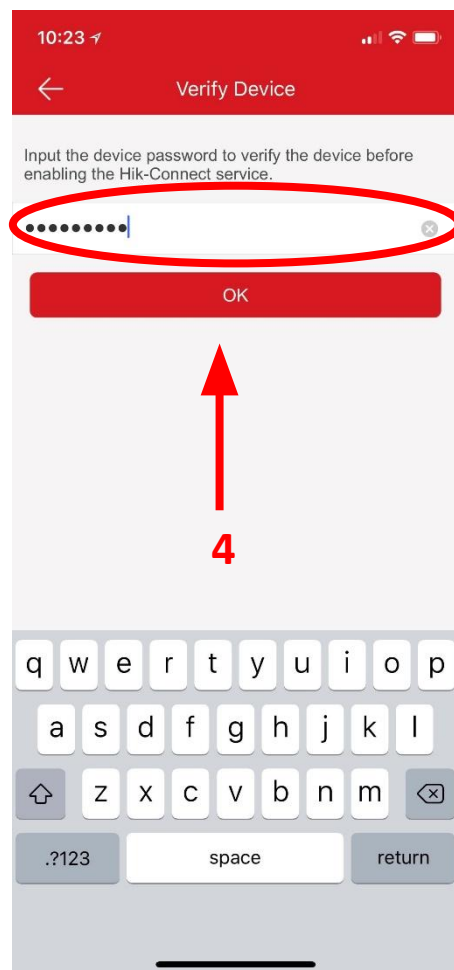 10:23
Verify Device
Input the device password to verify the device before
enabling the Hik-Connect service.
•••••••••
OK
4
q w e r t y u i o p
a s d f g h j k l
z x c v b n m
.?123 space return